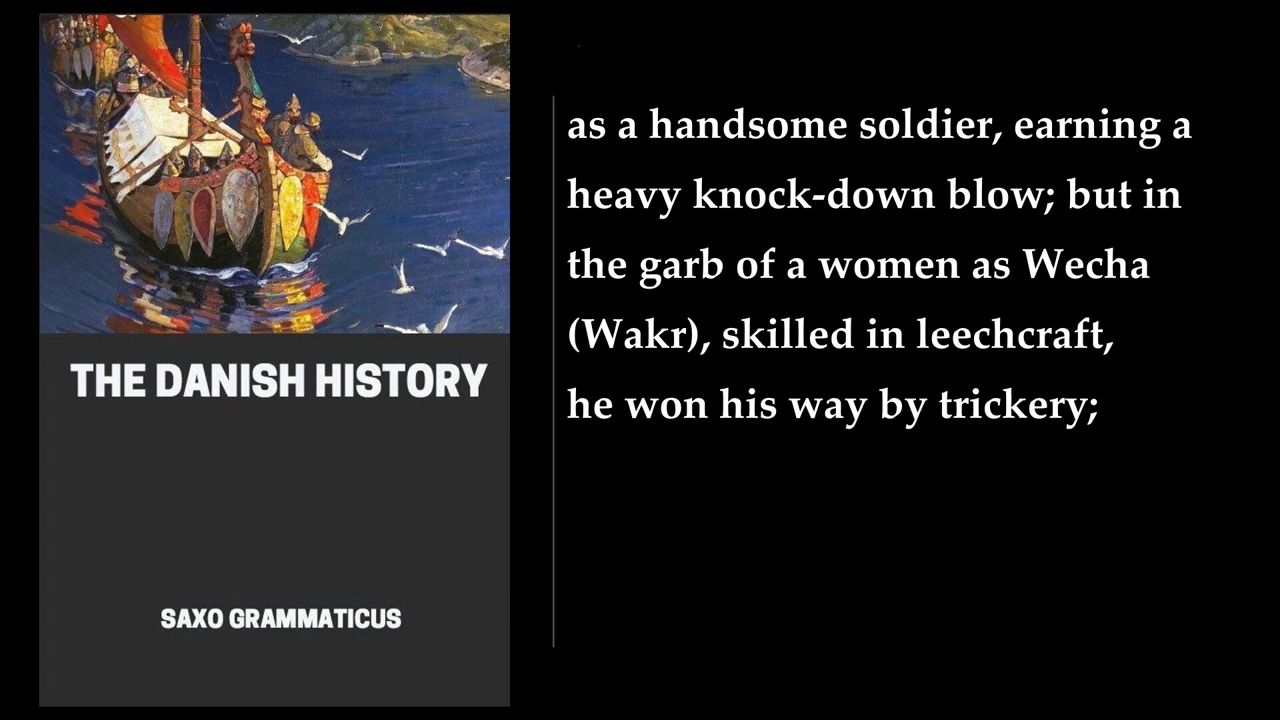 THE DANISH HISTORY
SAXO GRAMMATICUS
as a handsome soldier, earning a
heavy knock-down blow; but in
the garb of a women as Wecha
(Wakr), skilled in leechcraft,
he won his way by trickery;